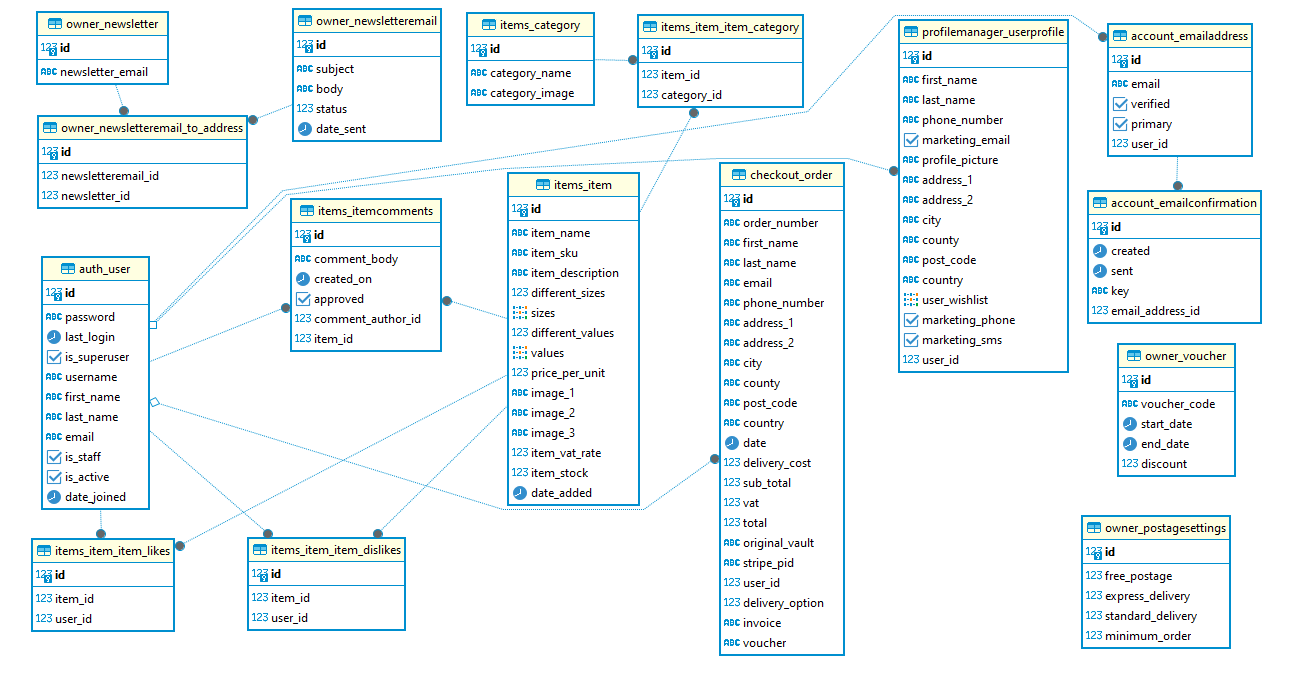 owner_newsletter
123 id
ABC newsletter_email
owner_newsletteremail
123 id
ABC subject
ABC body
123 status
date_sent
items_category
123 id
ABC category_name
ABC category_image
items_item_item_category
123 id
123 item_id
123 category_id
profilemanager_userprofile
ABC id
ABC first_name
ABC last_name
ABC phone_number
marketing_email
ABC profile_picture
ABC address_1
ABC address_2
ABC city
ABC county
ABC post_code
ABC country
user_wishlist
marketing_phone
marketing_sms
123 user_id
account_emailaddress
123 id
ABC email
verified
primary
123 user_id
owner_newsletteremail_to_address
123 id
123 newsletteremail_id
123 newsletter_id
items_itemcomments
123 id
ABC comment_body
created_on
approved
123 comment_author_id
123 item_id
items_item
123 id
ABC item_name
ABC item_sku
ABC item_description
123 different_sizes
sizes
123 different_values
values
123 price_per_unit
ABC image_1
ABC image_2
ABC image_3
123 item_vat_rate
123 item_stock
date_added
checkout_order
123 id
ABC order_number
ABC first_name
ABC last_name
ABC email
ABC phone_number
ABC address_1
ABC address_2
ABC city
ABC county
ABC post_code
ABC country
date
123 delivery_cost
123 sub_total
123 vat
123 total
ABC original_vault
ABC stripe_pid
123 user_id
123 delivery_option
ABC invoice
ABC voucher
account_emailconfirmation
123 id
created
sent
ABC key
123 email_address_id
auth_user
123 id
ABC password
last_login
is_superuser
ABC username
ABC first_name
ABC last_name
ABC email
is_staff
is_active
date_joined
owner_voucher
123 id
ABC voucher_code
start_date
end_date
123 discount
items_item_item_likes
123 id
123 item_id
123 user_id
items_item_item_dislikes
123 id
123 item_id
123 user_id
owner_postagesettings
123 id
123 free_postage
123 express_delivery
123 standard_delivery
123 minimum_order